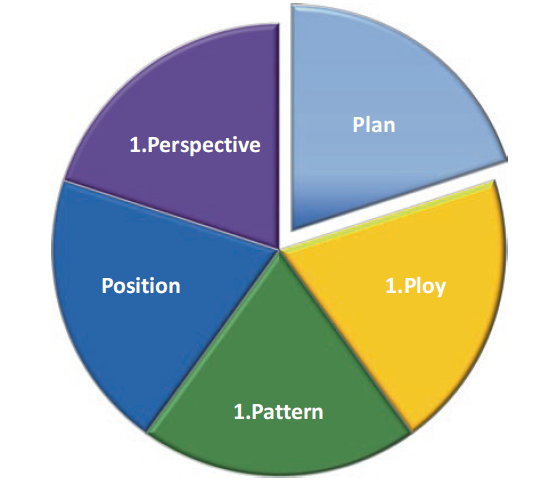 Plan
1.Perspective
Position
1.Ploy
1.Pattern